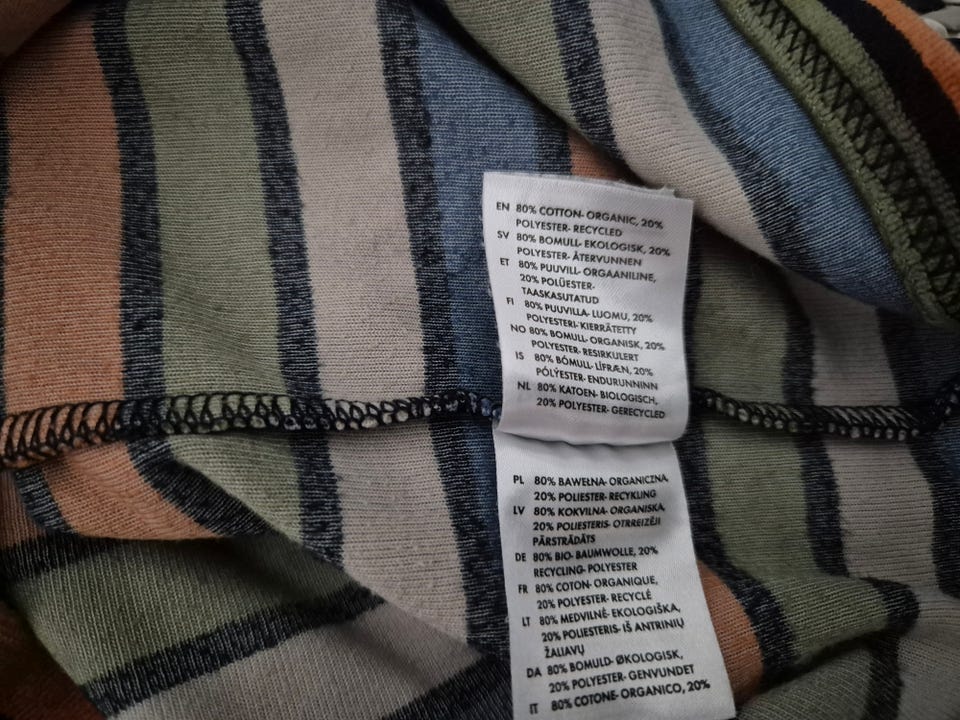 EN 80% COTTON- ORGANIC, 20%
POLYESTER- RECYCLED
SV 80% BOMULL- EKOLOGISK, 20%
POLYESTER- ÅTERVUNNEN
ET 80% PUUVILL- ORGAANILINE,
20% POLÜESTER-
TAASKASUTATUD
FI 80% PUUVILLA- LUOMU, 20%
POLYESTERI- KIERRÄTETTY
NO 80% BOMULL- ORGANISK, 20%
POLYESTER- RESIRKULERT
IS 80% BÓMULL- LÍFRÆN, 20%
PÓLÝESTER- ENDURUNNINN
NL 80% KATOEN- BIOLOGISCH,
20% POLYESTER- GERECYCLED
PL 80% BAWEŁNA- ORGANICZNA,
20% POLIESTER- RECYKLING
LV 80% KOKVILNA- ORGANISKA,
20% POLIESTERIS- OTRREIZĒJI
PĀRSTRĀDĀTS
DE 80% BIO- BAUMWOLLE, 20%
RECYCLING- POLYESTER
FR 80% COTON- ORGANIQUE,
20% POLYESTER- RECYCLÉ
LT 80% MEDVILNĖ- EKOLOGIŠKA,
20% POLIESTERIS- IŠ ANTRINIŲ
ŽALIAVŲ
DA 80% BOMULD- ØKOLOGISK,
20% POLYESTER- GENVUNDET
IT 80% COTONE- ORGANICO, 20%